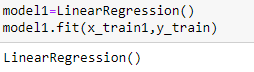 model1=LinearRegression()
model1.fit(x_train1,y_train)
LinearRegression()